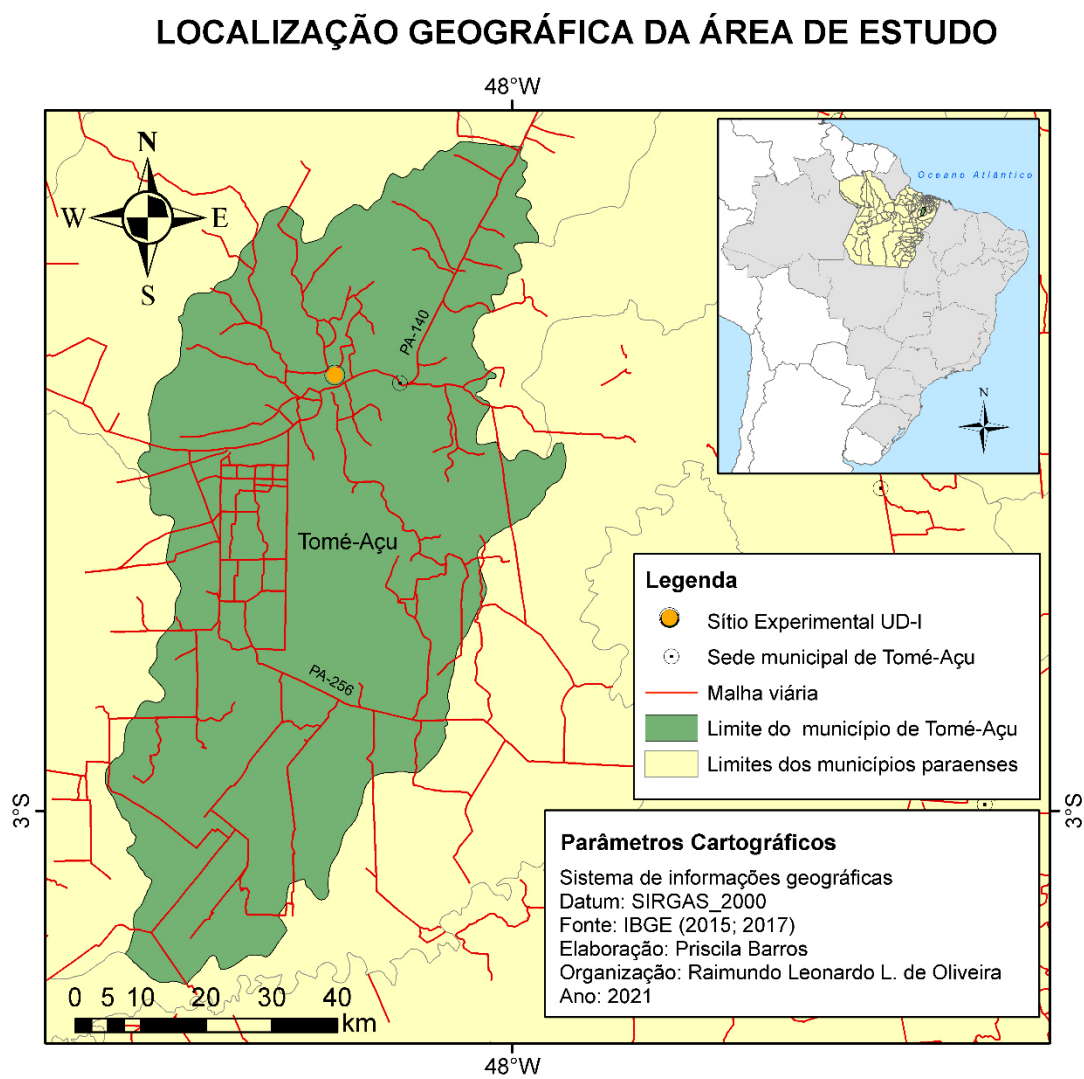 LOCALIZAÇÃO GEOGRÁFICA DA ÁREA DE ESTUDO
48°W
N
W
E
S
Oceano Atlântico
N
PA-140
Tomé-Açu
PA-256
3°S
3°S
Legenda
Sítio Experimental UD-I
Sede municipal de Tomé-Açu
Malha viária
Limite do município de Tomé-Açu
Limites dos municípios paraenses
Parâmetros Cartográficos
Sistema de informações geográficas
Datum: SIRGAS_2000
Fonte: IBGE (2015; 2017)
Elaboração: Priscila Barros
Organização: Raimundo Leonardo L. de Oliveira
Ano: 2021
0 5 10 20 30 40
km
48°W